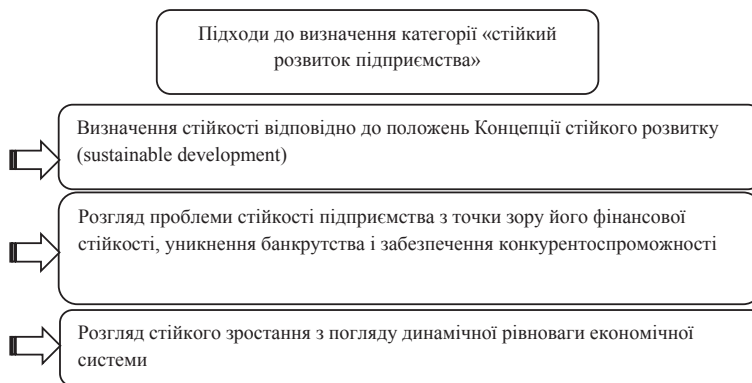 Підходи до визначення категорії «стійкий
розвиток підприємства»
Визначення стійкості відповідно до положень Концепції стійкого розвитку
(sustainable development)
Розгляд проблеми стійкості підприємства з точки зору його фінансової
стійкості, уникнення банкрутства і забезпечення конкурентоспроможності
Розгляд стійкого зростання з погляду динамічної рівноваги економічної
системи